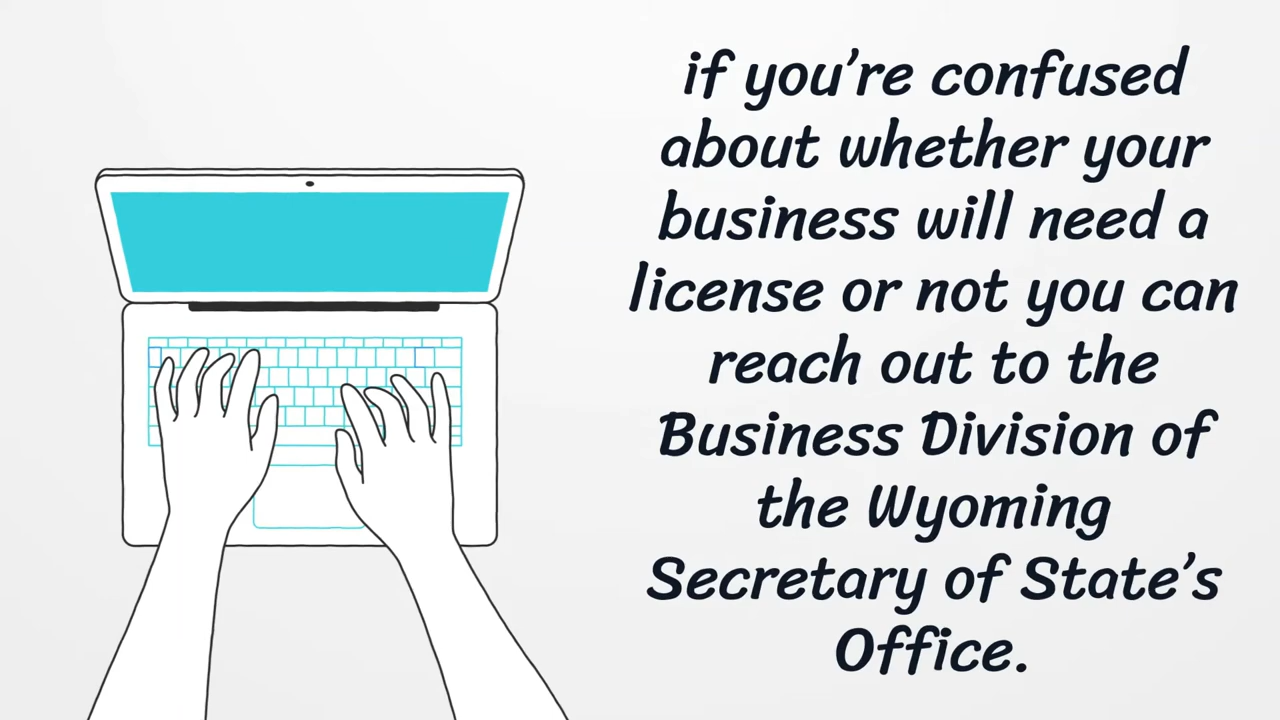 if you’re confused
about whether your
business will need a
license or not you can
reach out to the
Business Division of
the Wyoming
Secretary of State’s
Office.